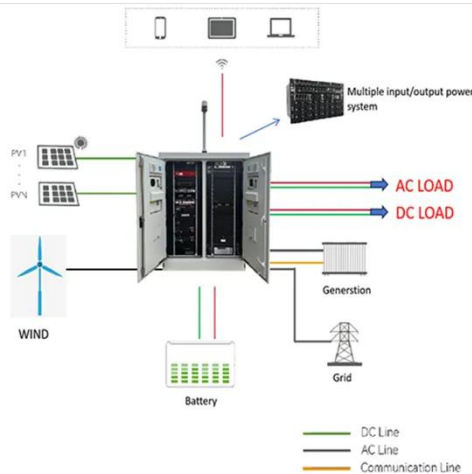 Multiple input/output power
system
PV1
PVN
AC LOAD
DC LOAD
Generstion
WIND
Grid
Battery
DC Line
AC Line
Communication Line